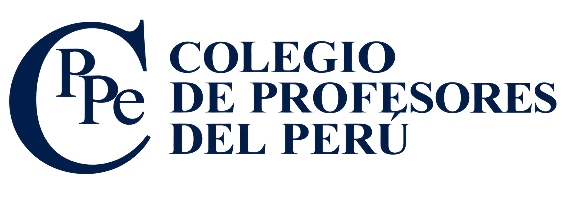 CPPe
COLEGIO
DE PROFESORES
DEL PERÚ